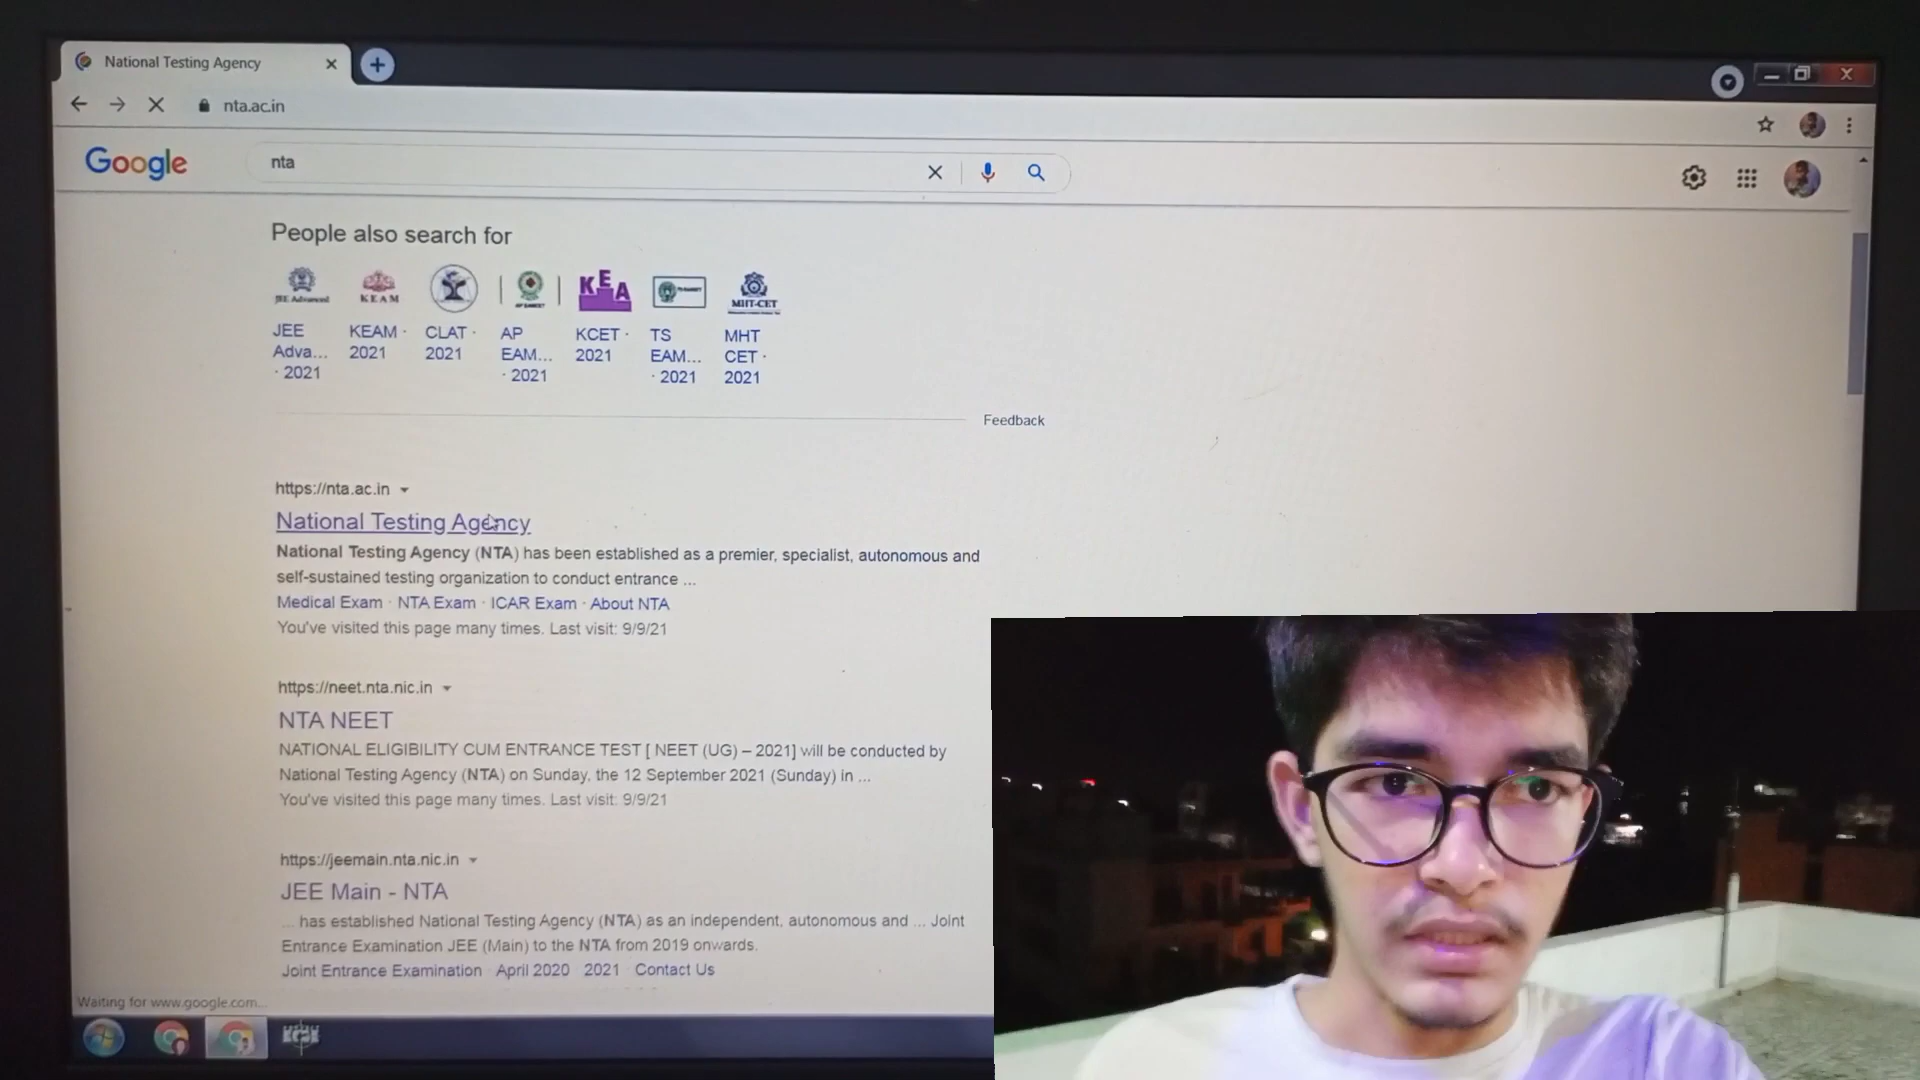 National Testing Agency
nta.ac.in
Google
nta
People also search for
JEE Advanced
KEAM
KEA
MHT-CET
JEE Adva... · 2021
KEAM · 2021
CLAT · 2021
AP EAM... · 2021
KCET · 2021
TS EAM... · 2021
MHT CET · 2021
Feedback
https://nta.ac.in
National Testing Agency
National Testing Agency (NTA) has been established as a premier, specialist, autonomous and
self-sustained testing organization to conduct entrance ...
Medical Exam · NTA Exam · ICAR Exam · About NTA
You've visited this page many times. Last visit: 9/9/21
https://neet.nta.nic.in
NTA NEET
NATIONAL ELIGIBILITY CUM ENTRANCE TEST [ NEET (UG) – 2021] will be conducted by
National Testing Agency (NTA) on Sunday, the 12 September 2021 (Sunday) in ...
You've visited this page many times. Last visit: 9/9/21
https://jeemain.nta.nic.in
JEE Main - NTA
... has established National Testing Agency (NTA) as an independent, autonomous and ... Joint
Entrance Examination JEE (Main) to the NTA from 2019 onwards.
Joint Entrance Examination · April 2020 · 2021 · Contact Us
Waiting for www.google.com...